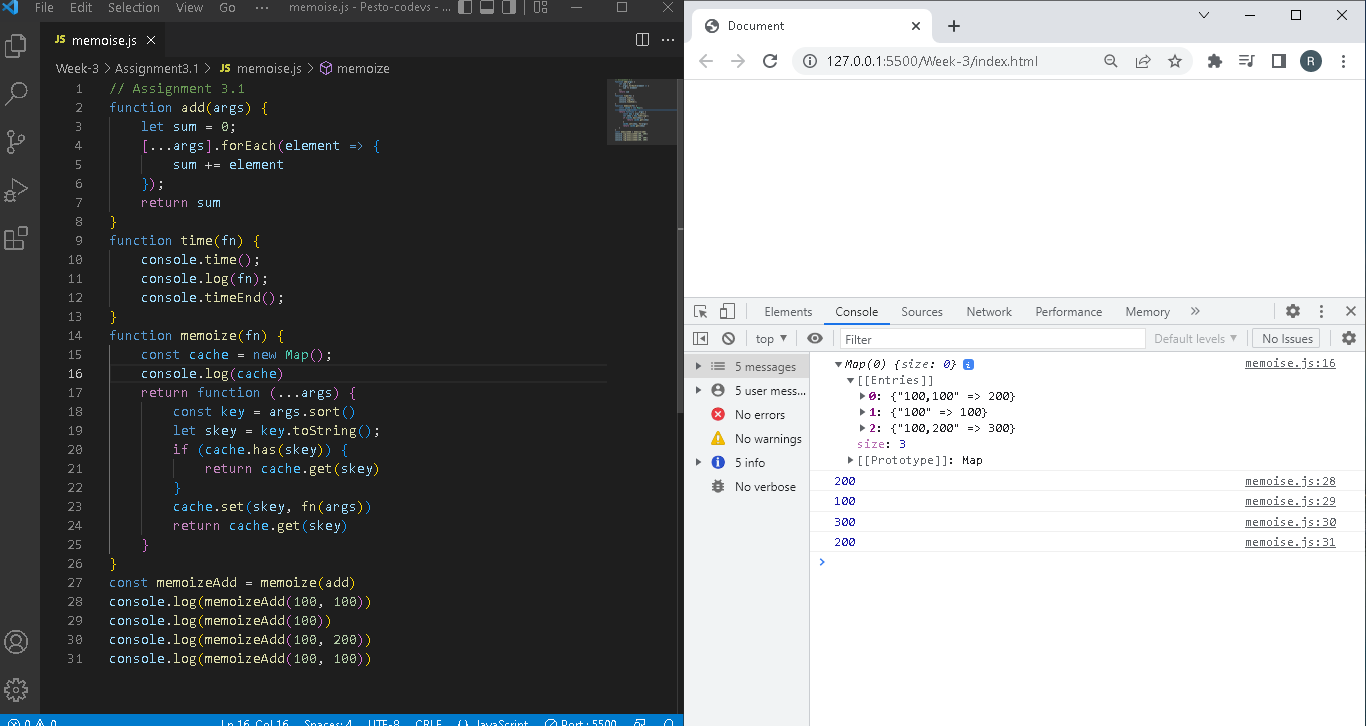 File Edit Selection View Go ··· memoise.js - Pesto-codevs - ...
JS memoise.js
Week-3 > Assignment3.1 > JS memoise.js > memoize
1 // Assignment 3.1
2 function add(args) {
3 let sum = 0;
4 [...args].forEach(element => {
5 sum += element
6 });
7 return sum
8 }
9 function time(fn) {
10 console.time();
11 console.log(fn);
12 console.timeEnd();
13 }
14 function memoize(fn) {
15 const cache = new Map();
16 console.log(cache)
17 return function (...args) {
18 const key = args.sort()
19 let skey = key.toString();
20 if (cache.has(skey)) {
21 return cache.get(skey)
22 }
23 cache.set(skey, fn(args))
24 return cache.get(skey)
25 }
26 }
27 const memoizeAdd = memoize(add)
28 console.log(memoizeAdd(100, 100))
29 console.log(memoizeAdd(100))
30 console.log(memoizeAdd(100, 200))
31 console.log(memoizeAdd(100, 100))
0 0 Ln 16, Col 16 Spaces: 4 UTF-8 CRLF {} JavaScript Port : 5500
Document
127.0.0.1:5500/Week-3/index.html R
Elements Console Sources Network Performance Memory »
top Filter Default levels No Issues
5 messages
5 user mess...
No errors
No warnings
5 info
No verbose
Map(0) {size: 0} i memoise.js:16
[[Entries]]
0: {"100,100" => 200}
1: {"100" => 100}
2: {"100,200" => 300}
size: 3
[[Prototype]]: Map
200 memoise.js:28
100 memoise.js:29
300 memoise.js:30
200 memoise.js:31
>